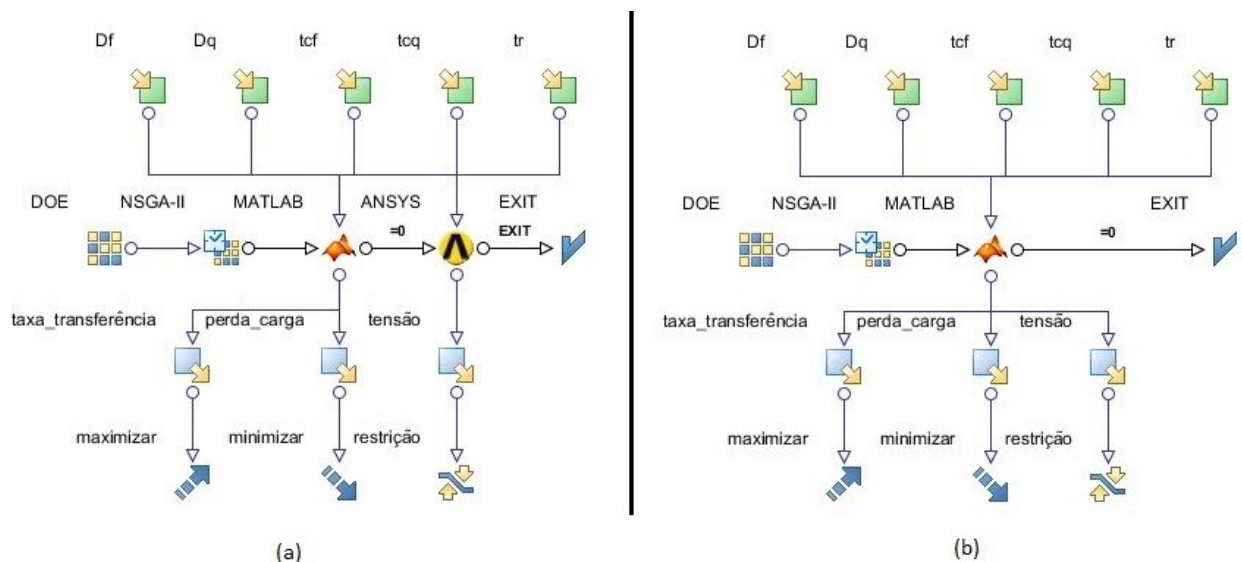 Df Dq tcf tcq tr
DOE NSGA-II MATLAB ANSYS EXIT
=0 EXIT
taxa_transferência perda_carga tensão
maximizar minimizar restrição
(a)
Df Dq tcf tcq tr
DOE NSGA-II MATLAB EXIT
=0
taxa_transferência perda_carga tensão
maximizar minimizar restrição
(b)